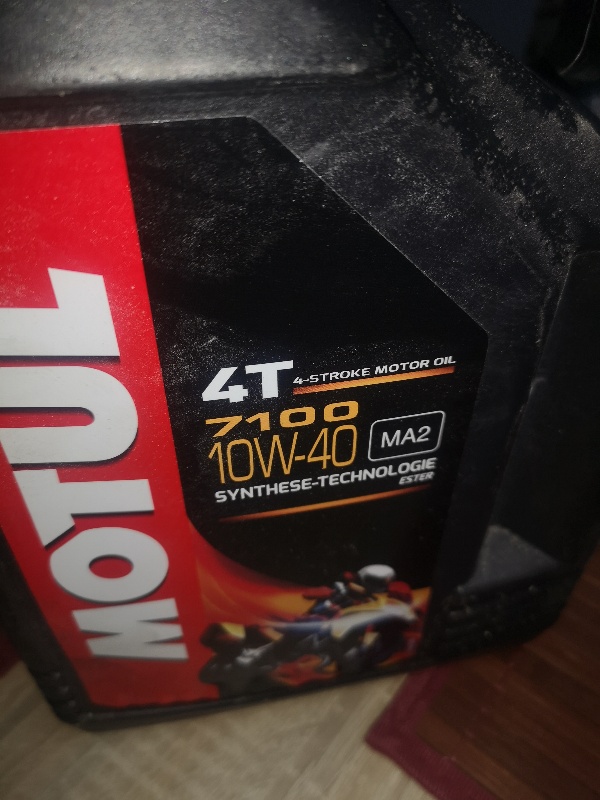 MOTUL
4T 4-STROKE MOTOR OIL
7100
10W-40 MA2
SYNTHESE-TECHNOLOGIE
ESTER